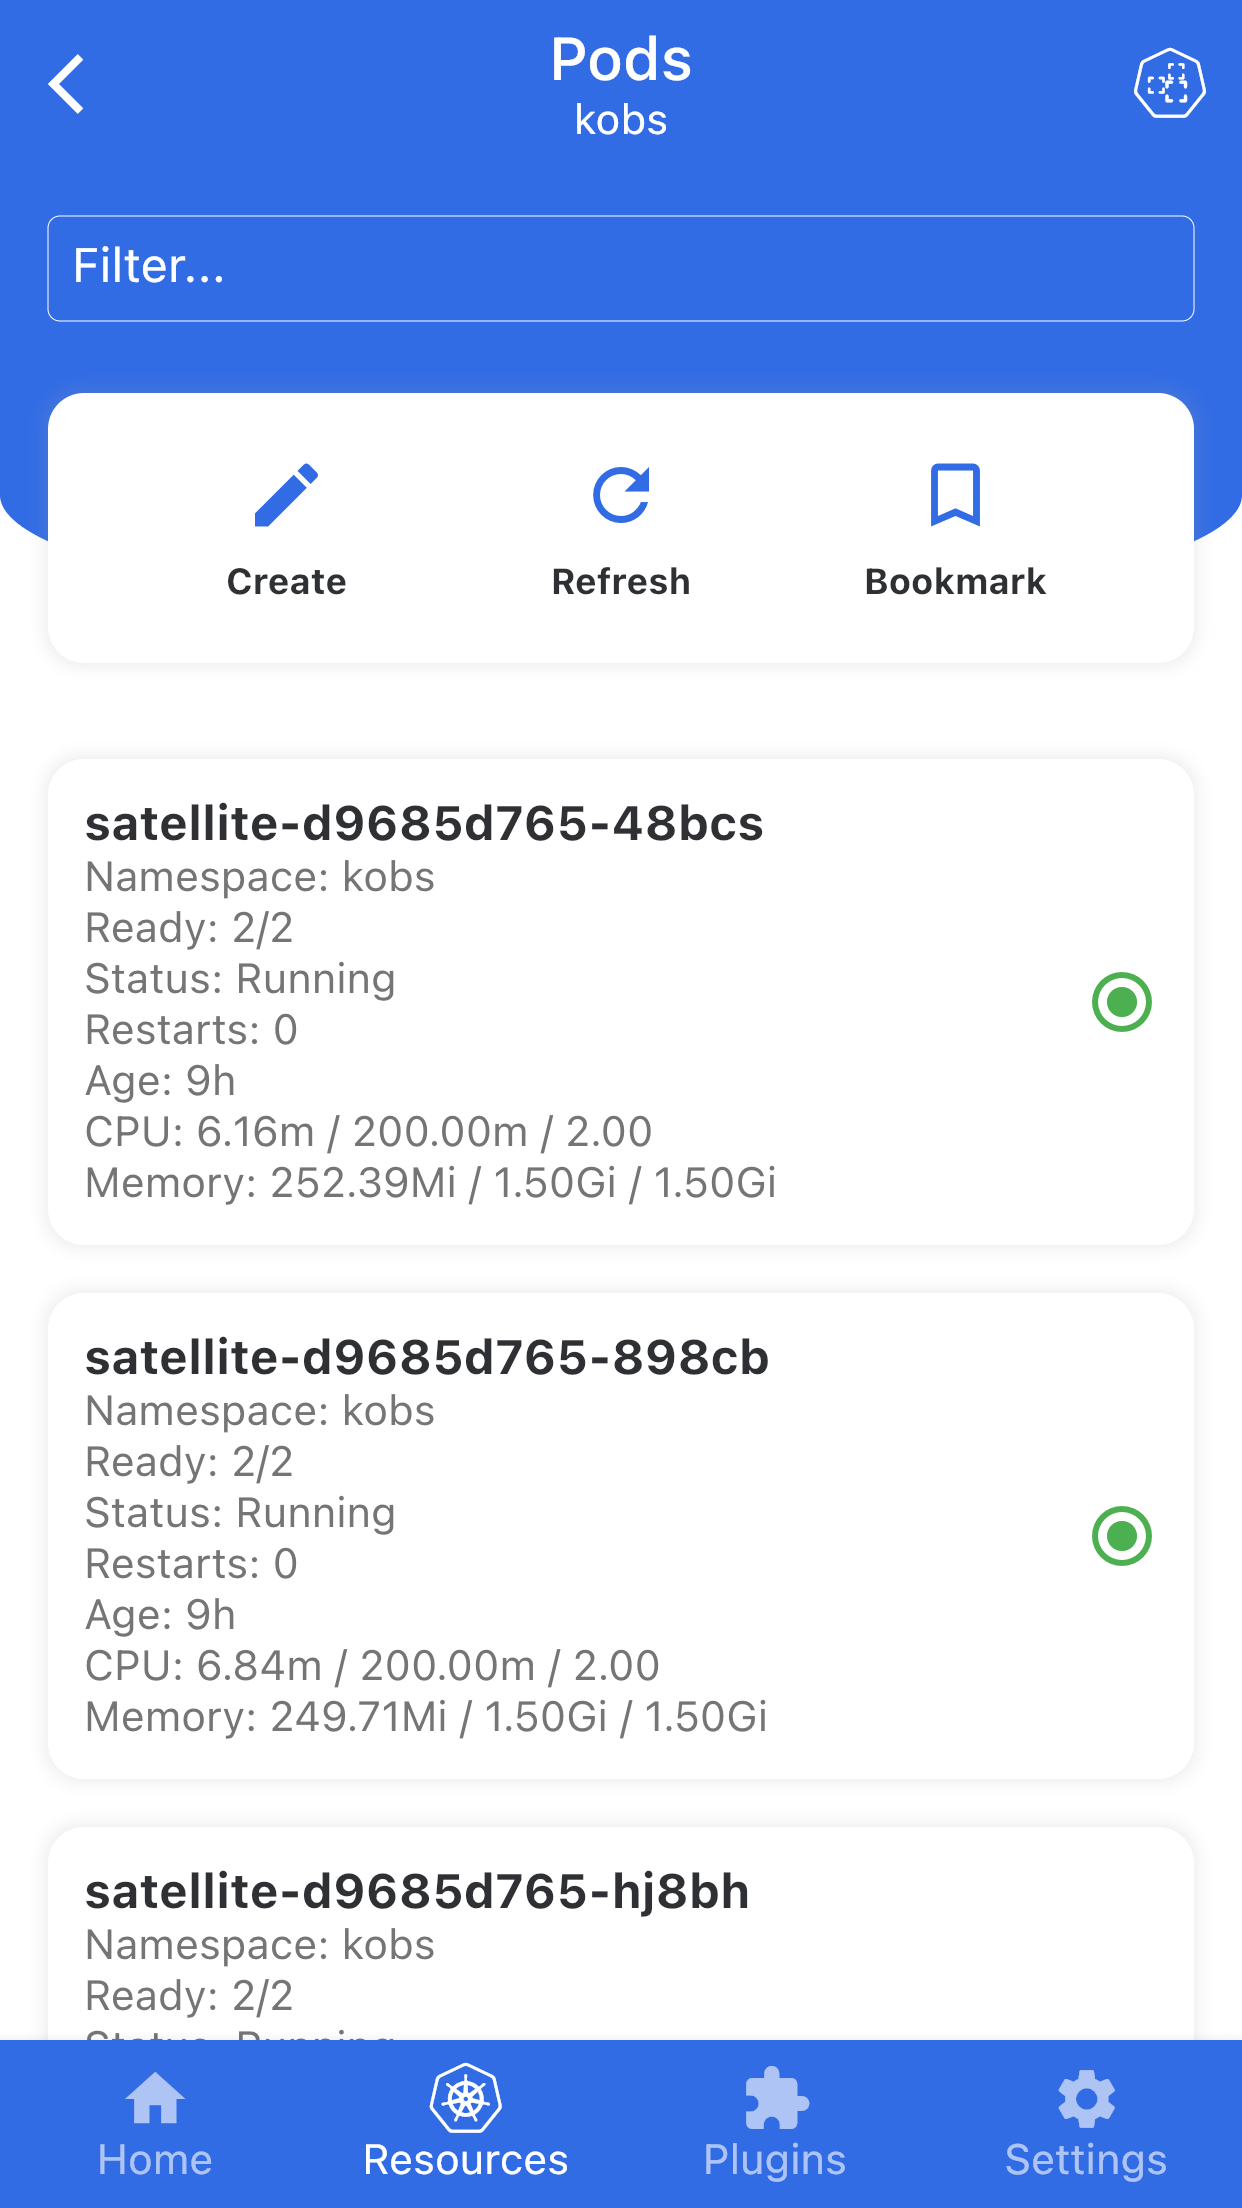 Pods
kobs
Filter...
Create
Refresh
Bookmark
satellite-d9685d765-48bcs
Namespace: kobs
Ready: 2/2
Status: Running
Restarts: 0
Age: 9h
CPU: 6.16m / 200.00m / 2.00
Memory: 252.39Mi / 1.50Gi / 1.50Gi
satellite-d9685d765-898cb
Namespace: kobs
Ready: 2/2
Status: Running
Restarts: 0
Age: 9h
CPU: 6.84m / 200.00m / 2.00
Memory: 249.71Mi / 1.50Gi / 1.50Gi
satellite-d9685d765-hj8bh
Namespace: kobs
Ready: 2/2
Status: Running
Home
Resources
Plugins
Settings